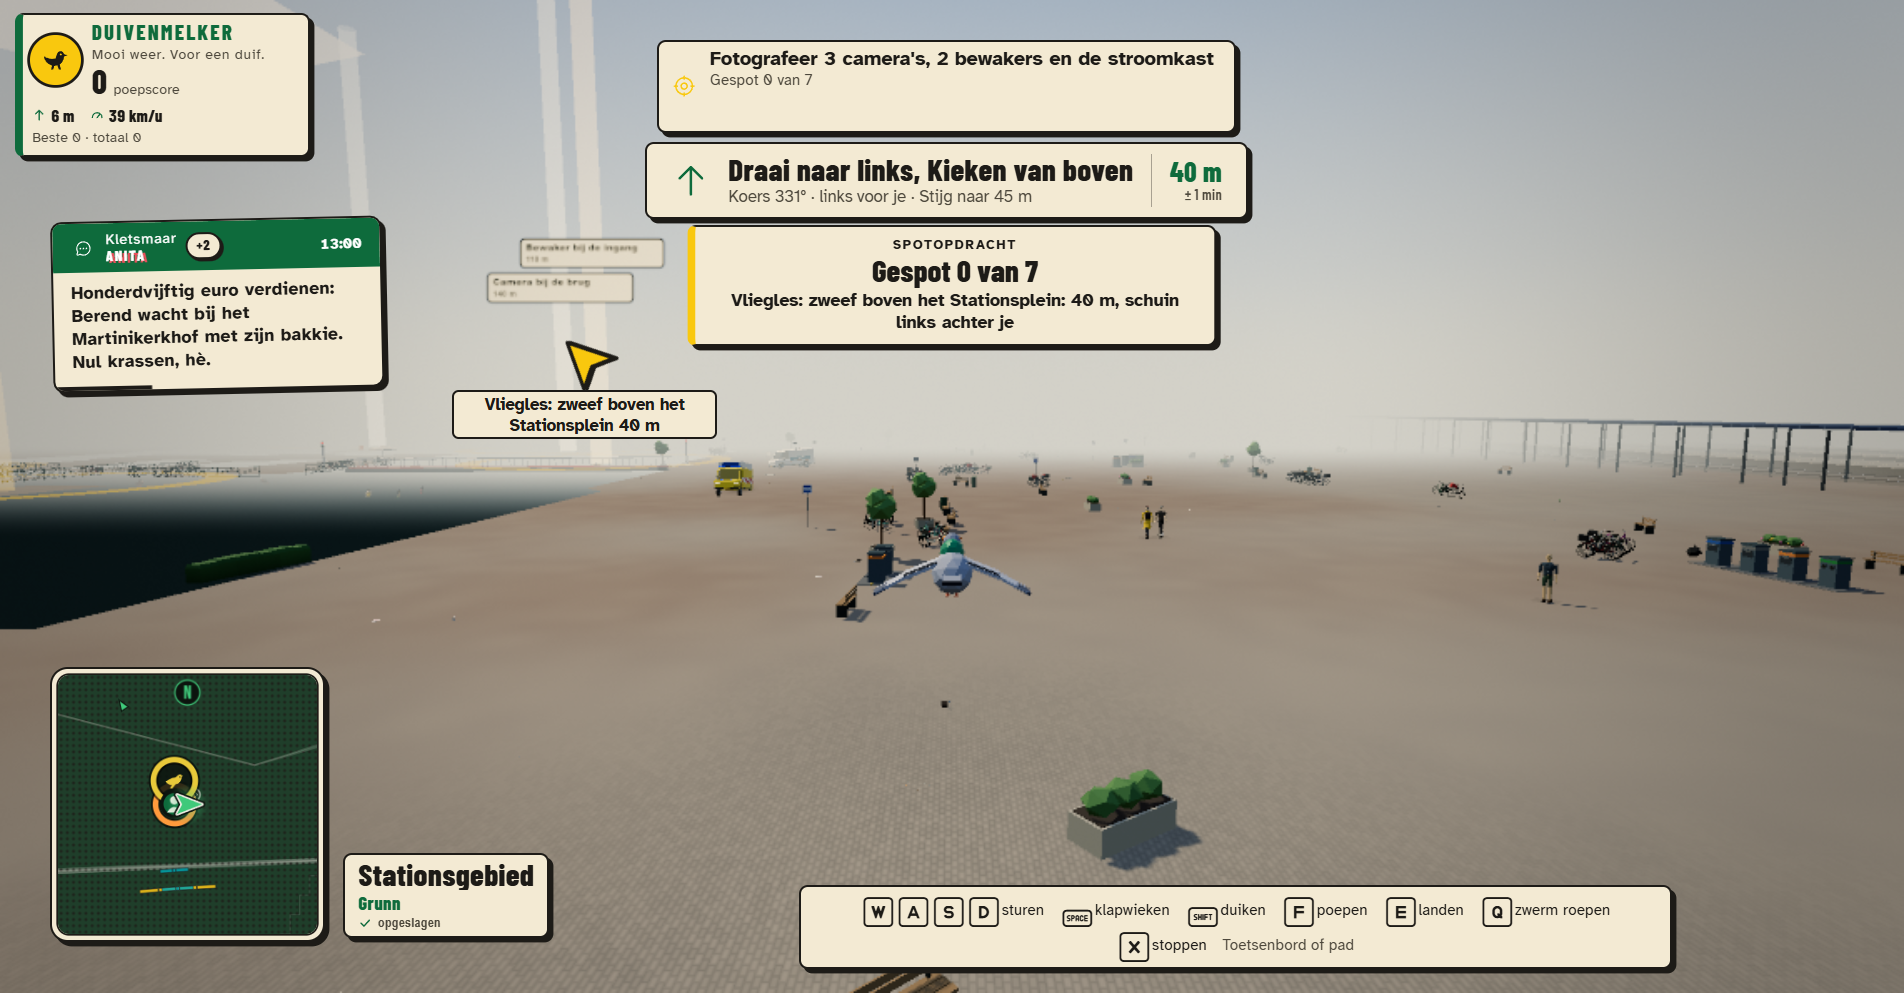 DUIVENMELKER
Mooi weer. Voor een duif.
0 poepscore
6 m 39 km/u
Beste 0 · totaal 0
Fotografeer 3 camera's, 2 bewakers en de stroomkast
Gespot 0 van 7
Draai naar links, Kieken van boven
Koers 331° · links voor je · Stijg naar 45 m
40 m
± 1 min
SPOTOPDRACHT
Gespot 0 van 7
Vliegles: zweef boven het Stationsplein: 40 m, schuin
links achter je
Kletsmaar
ANITA
+2
13:00
Honderdvijftig euro verdienen:
Berend wacht bij het
Martinikerkhof met zijn bakkie.
Nul krassen, hè.
Bewaker bij de ingang
Camera bij de brug
Vliegles: zweef boven het
Stationsplein 40 m
N
Stationsgebied
Grunn
opgeslagen
W A S D sturen SPACE klapwieken SHIFT duiken F poepen E landen Q zwerm roepen
X stoppen Toetsenbord of pad